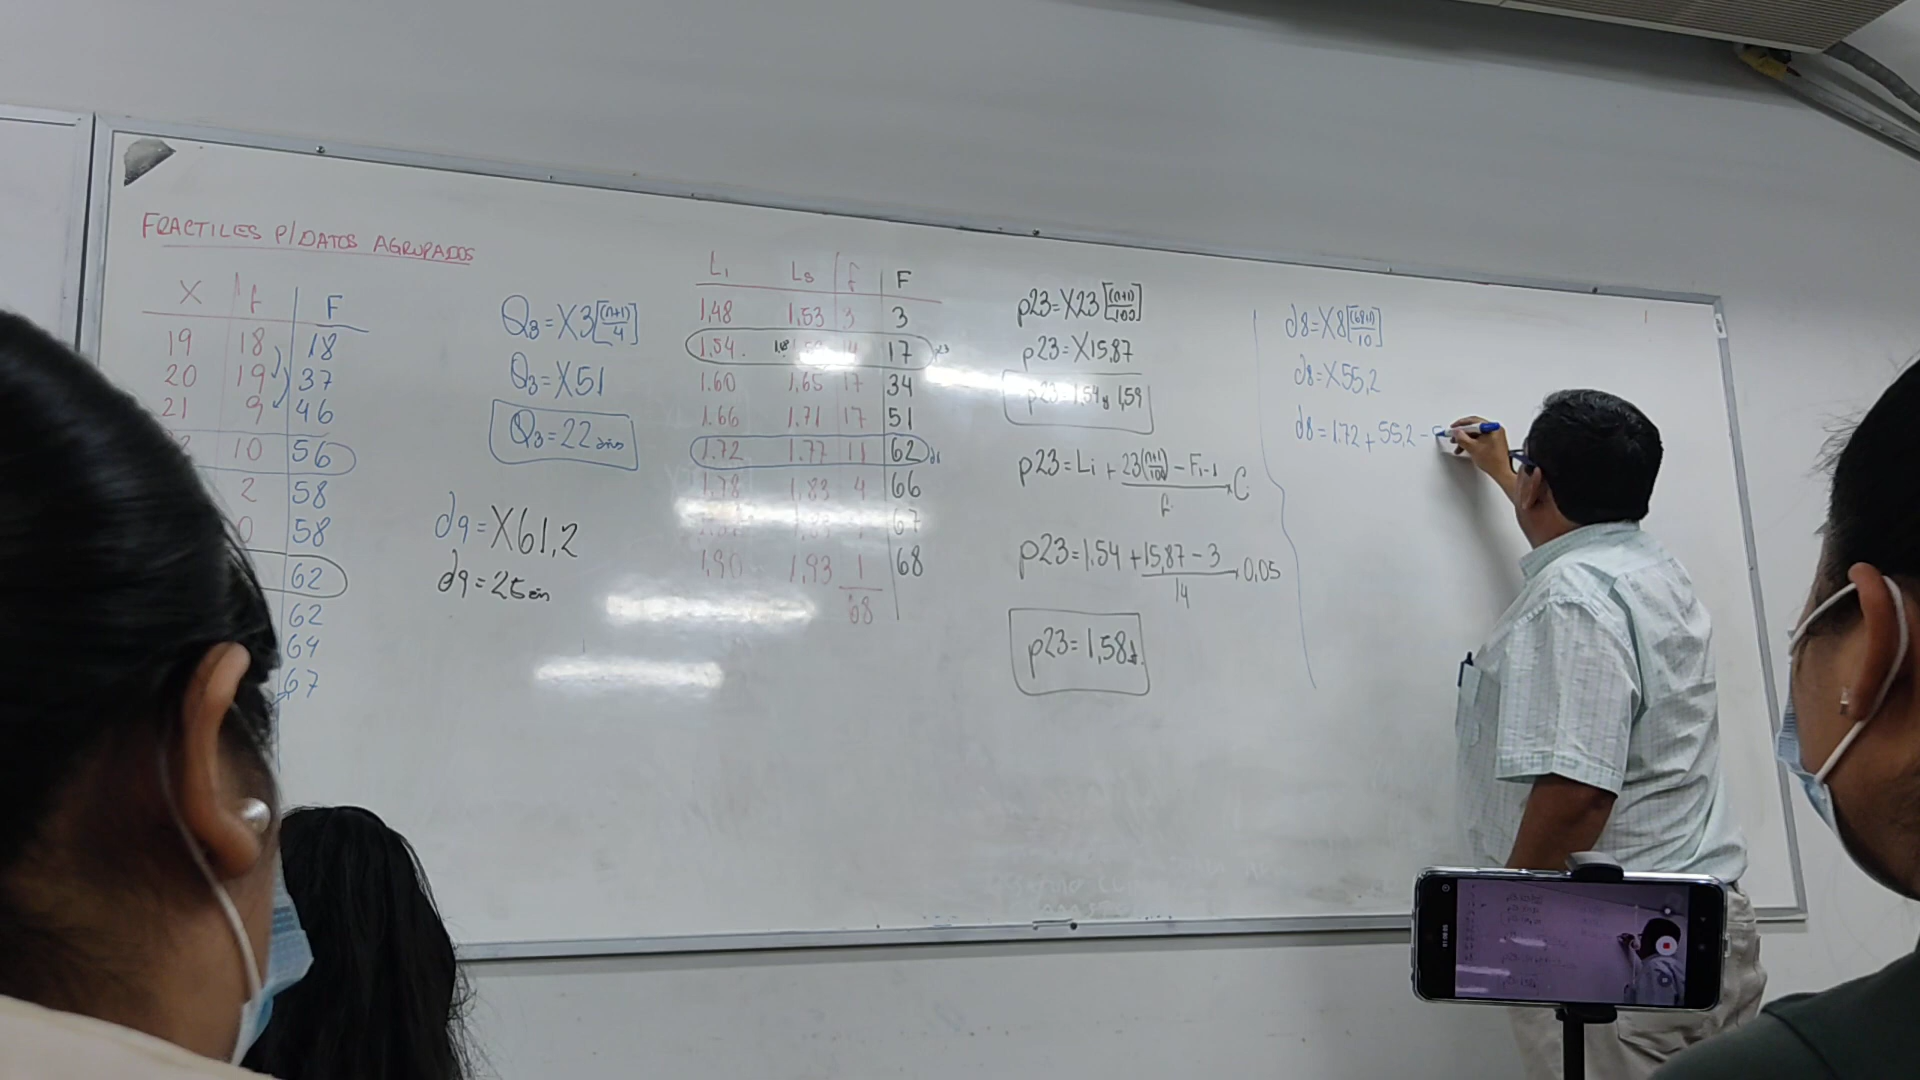 FRACTILES P/DATOS AGRUPADOS
X f F
19 18 18
20 19 37
21 9 46
10 56
2 58
0 58
62
62
64
67
Q3=X3[(n+1)/4]
Q3=X51
Q3=22 años
d9=X61,2
d9=25
Li Ls f F
1.48 1.53 3 3
1.54 14 17
1.60 1.65 17 34
1.66 1.71 17 51
1.72 1.77 11 62
1.78 1.83 4 66
67
1.90 1.93 1 68
68
p23=X23[(n+1)/100]
p23=X15,87
p23=1,54 y 1,59
p23=Li + 23(n+1/100) - Fi-1 / f × C
p23=1.54 + 15,87 - 3 / 14 × 0,05
p23=1,58
d8=X8[(68+1)/10]
d8=X55,2
d8=1.72 + 55,2 -